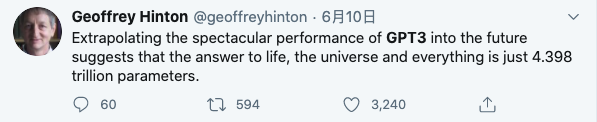 Geoffrey Hinton @geoffreyhinton · 6月10日
Extrapolating the spectacular performance of GPT3 into the future
suggests that the answer to life, the universe and everything is just 4.398
trillion parameters.
60 594 3,240